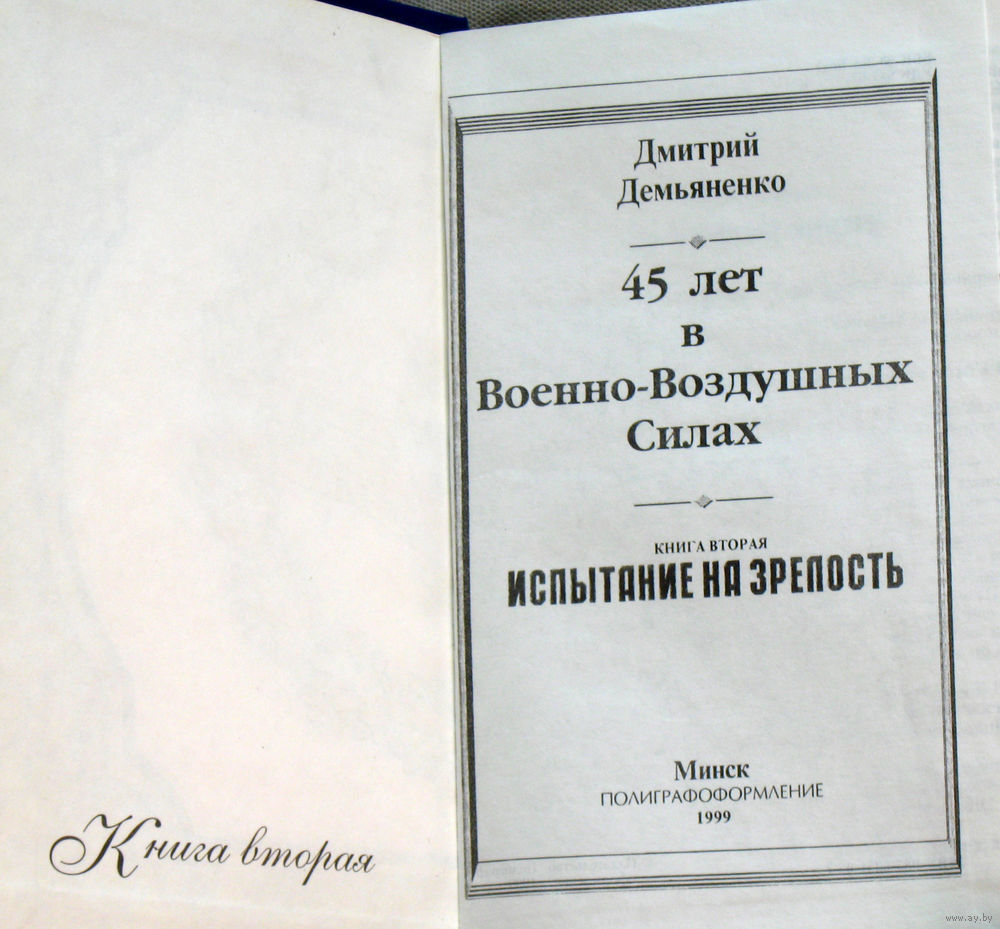 Книга вторая
Дмитрий
Демьяненко
45 лет
в
Военно-Воздушных
Силах
КНИГА ВТОРАЯ
ИСПЫТАНИЕ НА ЗРЕЛОСТЬ
Минск
ПОЛИГРАФОФОРМЛЕНИЕ
1999
www.ay.by